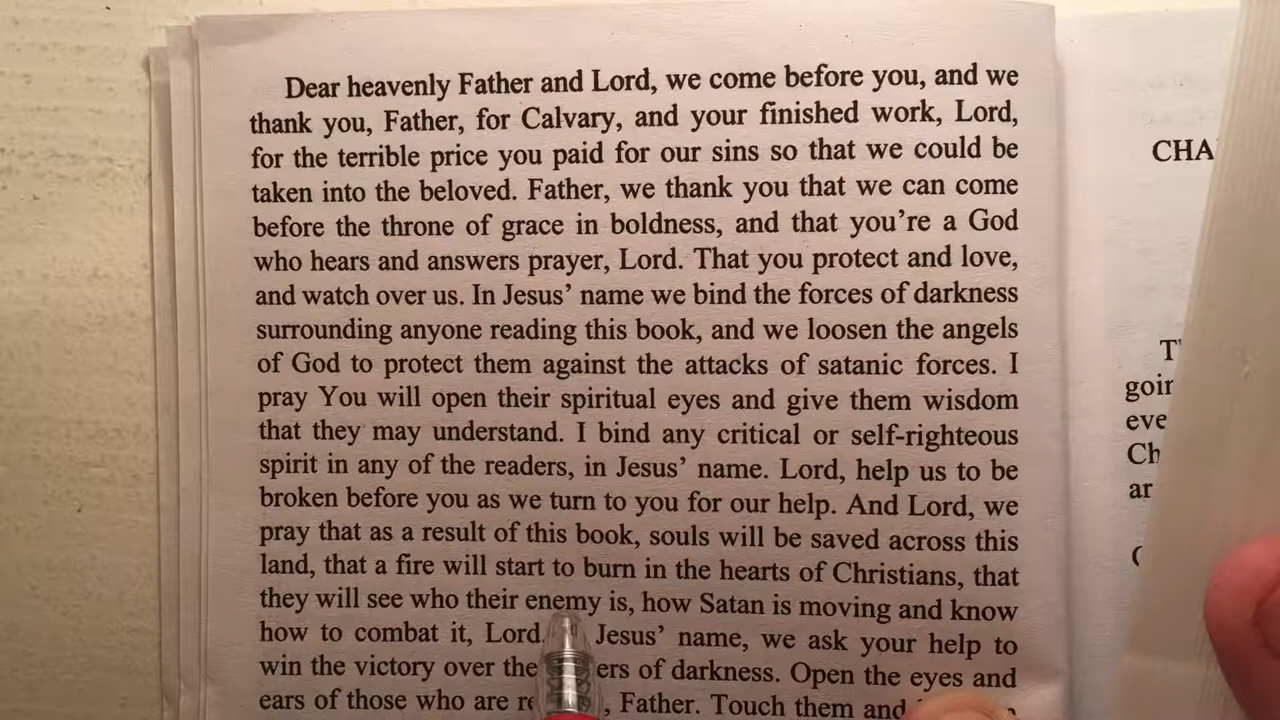 Dear heavenly Father and Lord, we come before you, and we
thank you, Father, for Calvary, and your finished work, Lord,
for the terrible price you paid for our sins so that we could be
taken into the beloved. Father, we thank you that we can come
before the throne of grace in boldness, and that you're a God
who hears and answers prayer, Lord. That you protect and love,
and watch over us. In Jesus' name we bind the forces of darkness
surrounding anyone reading this book, and we loosen the angels
of God to protect them against the attacks of satanic forces. I
pray You will open their spiritual eyes and give them wisdom
that they may understand. I bind any critical or self-righteous
spirit in any of the readers, in Jesus' name. Lord, help us to be
broken before you as we turn to you for our help. And Lord, we
pray that as a result of this book, souls will be saved across this
land, that a fire will start to burn in the hearts of Christians, that
they will see who their enemy is, how Satan is moving and know
how to combat it, Lord. Jesus' name, we ask your help to
win the victory over the ers of darkness. Open the eyes and
ears of those who are , Father. Touch them and
CHA
goin
eve
Ch
ar